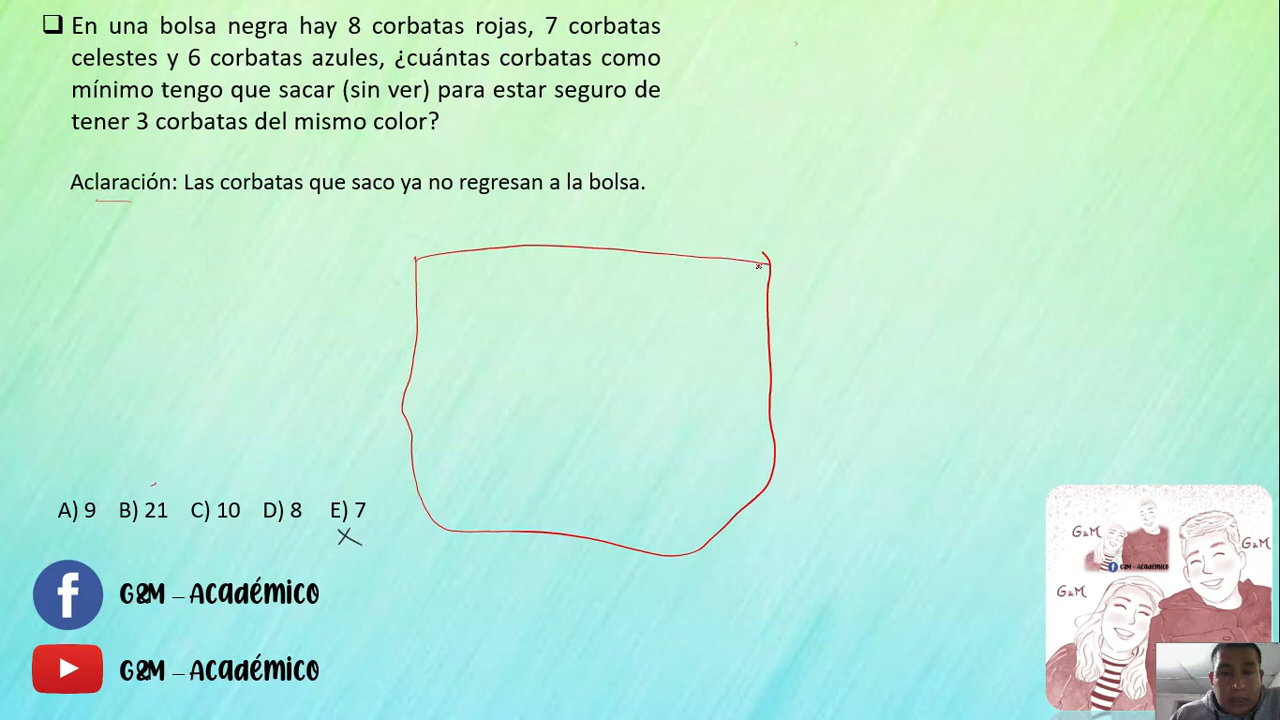 ❑ En una bolsa negra hay 8 corbatas rojas, 7 corbatas
celestes y 6 corbatas azules, ¿cuántas corbatas como
mínimo tengo que sacar (sin ver) para estar seguro de
tener 3 corbatas del mismo color?
Aclaración: Las corbatas que saco ya no regresan a la bolsa.
A) 9 B) 21 C) 10 D) 8 E) 7
G&M – Académico
G&M – Académico
G&M
G&M
G&M – Académico
G&M